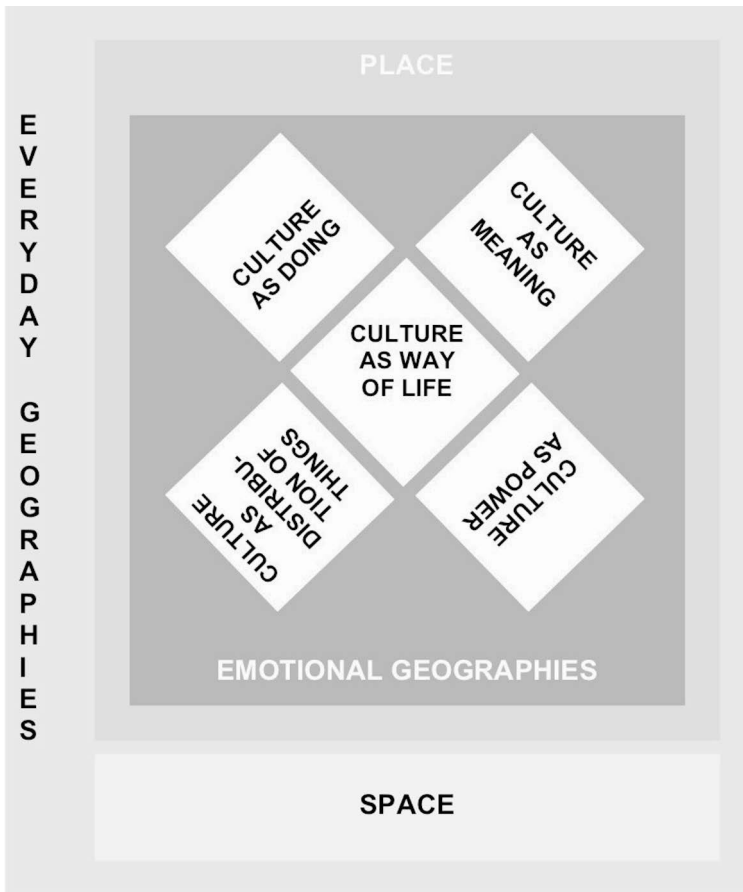 PLACE
EVERYDAY GEOGRAPHIES
CULTURE
AS DOING
CULTURE
AS
MEANING
CULTURE
AS WAY
OF LIFE
CULTURE
AS
DISTRIBU-
TION OF
THINGS
CULTURE
AS POWER
EMOTIONAL GEOGRAPHIES
SPACE